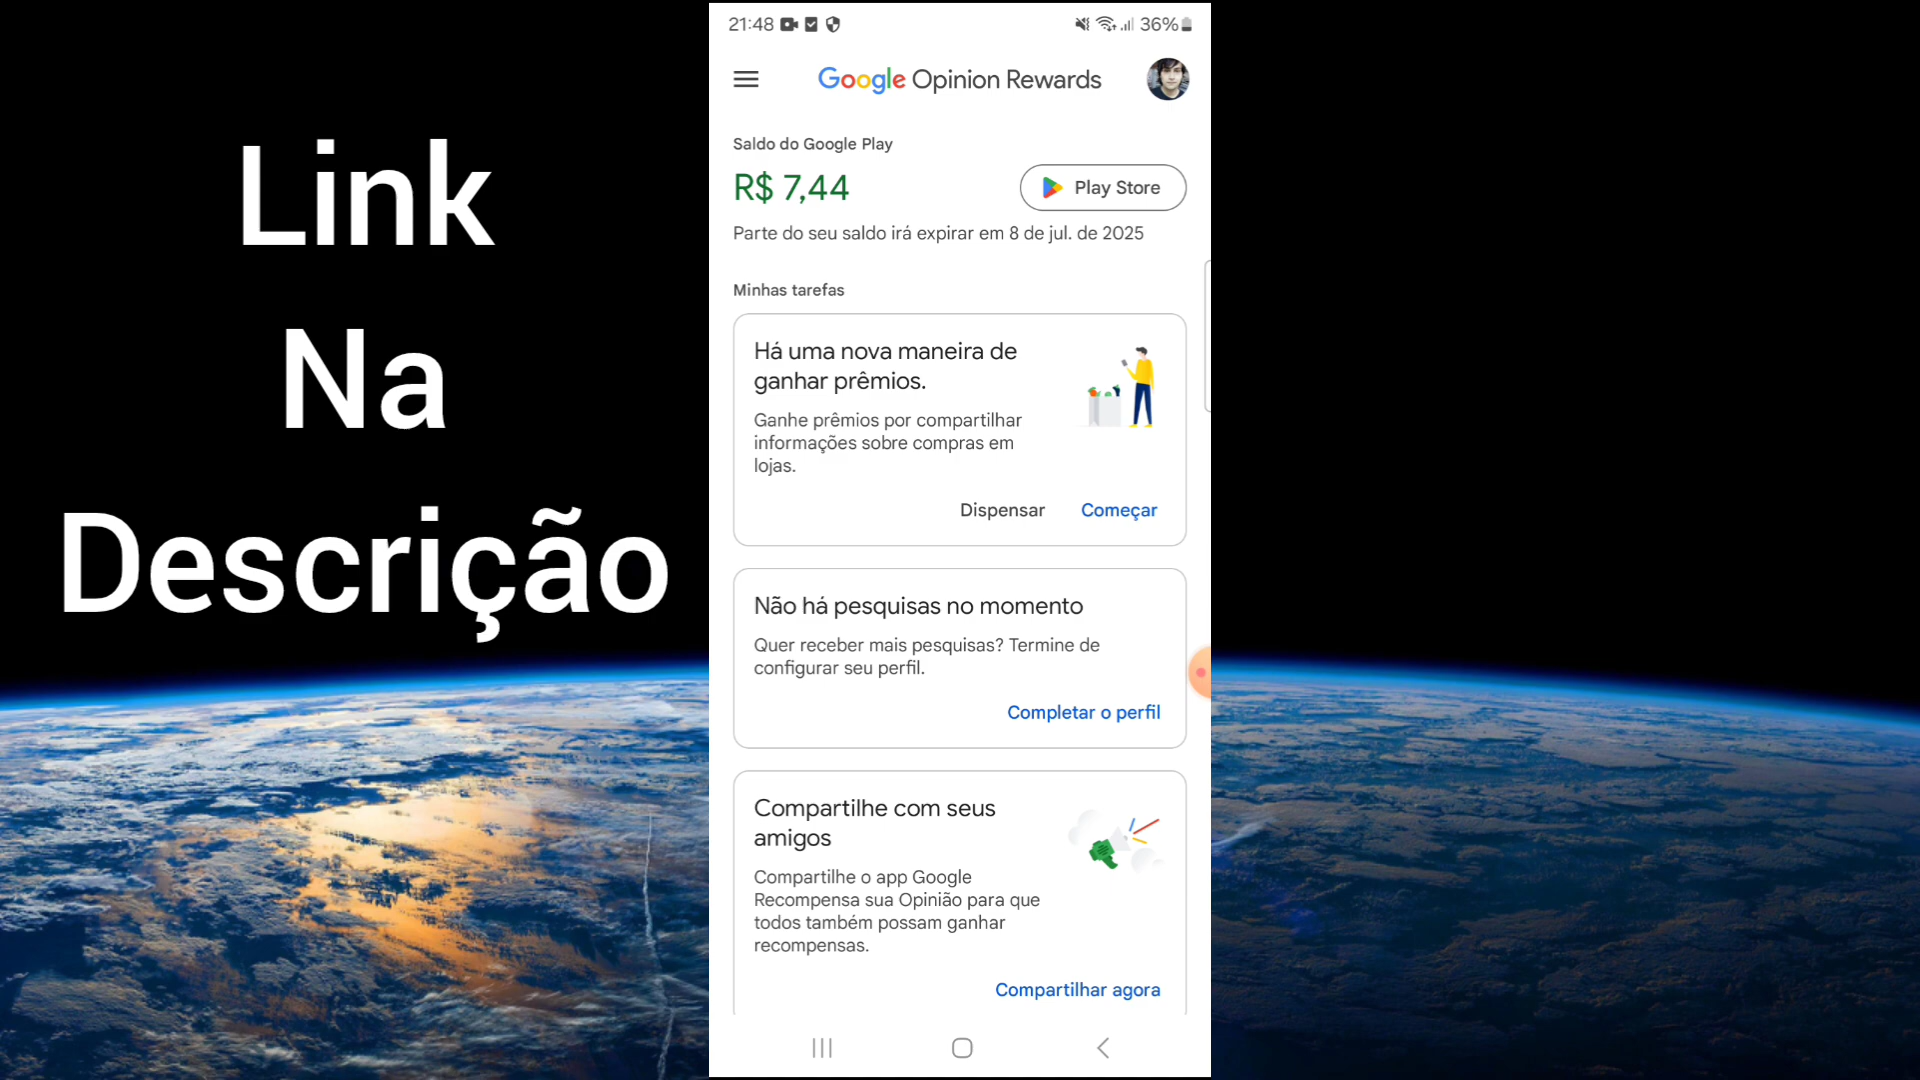 Link
Na
Descrição
21:48
36%
Google Opinion Rewards
Saldo do Google Play
R$ 7,44
Play Store
Parte do seu saldo irá expirar em 8 de jul. de 2025
Minhas tarefas
Há uma nova maneira de
ganhar prêmios.
Ganhe prêmios por compartilhar
informações sobre compras em
lojas.
Dispensar
Começar
Não há pesquisas no momento
Quer receber mais pesquisas? Termine de
configurar seu perfil.
Completar o perfil
Compartilhe com seus
amigos
Compartilhe o app Google
Recompensa sua Opinião para que
todos também possam ganhar
recompensas.
Compartilhar agora